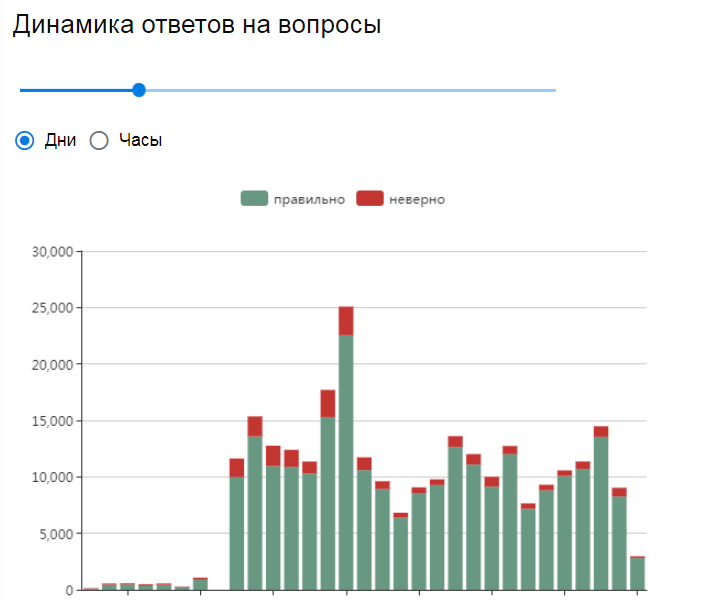 Динамика ответов на вопросы
Дни Часы
правильно неверно
30,000
25,000
20,000
15,000
10,000
5,000
0